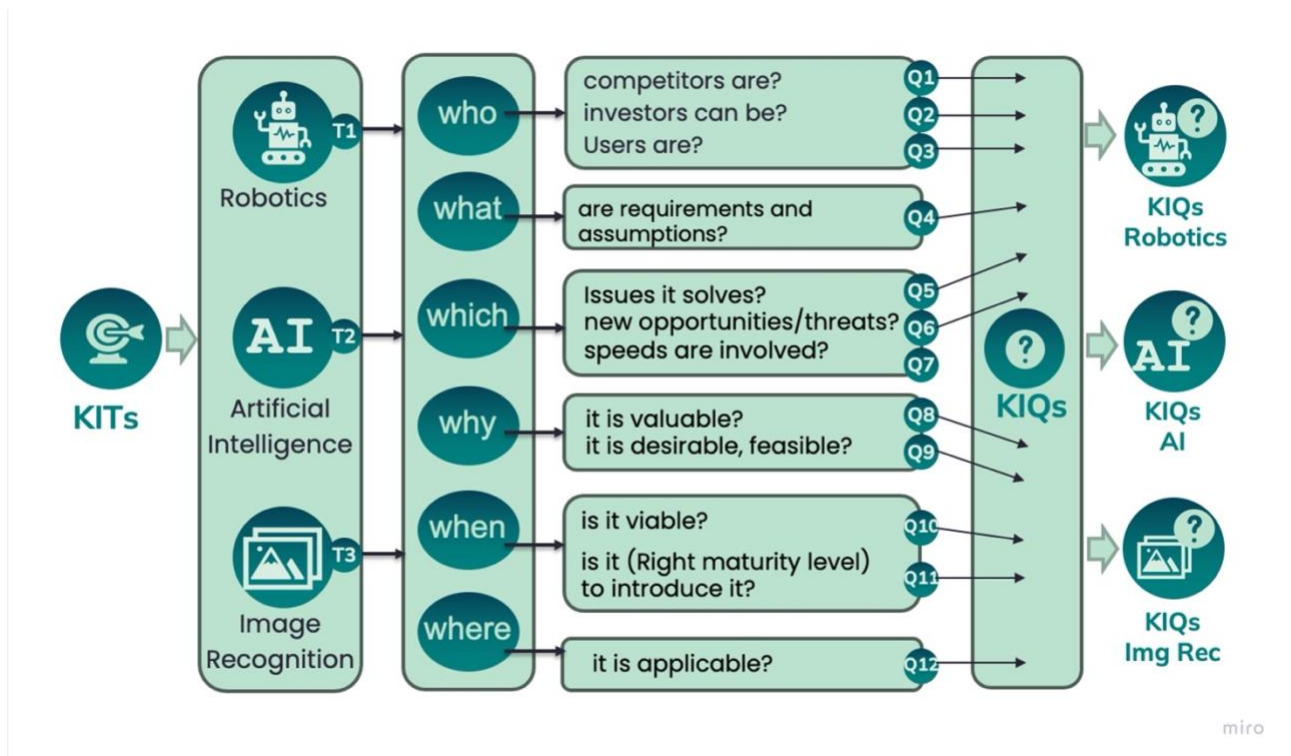 KITs
T1
Robotics
AI
T2
Artificial
Intelligence
T3
Image
Recognition
who
competitors are?
investors can be?
Users are?
Q1
Q2
Q3
what
are requirements and
assumptions?
Q4
which
Issues it solves?
new opportunities/threats?
speeds are involved?
Q5
Q6
Q7
why
it is valuable?
it is desirable, feasible?
Q8
Q9
when
is it viable?
is it (Right maturity level)
to introduce it?
Q10
Q11
where
it is applicable?
Q12
?
KIQs
?
KIQs
Robotics
?
AI
KIQs
AI
?
KIQs
Img Rec
miro